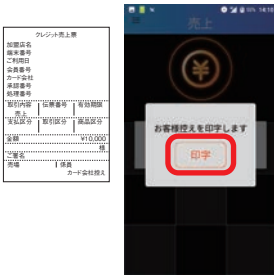 クレジット売上票
加盟店名
端末番号
ご利用日
会員番号
カード会社
承認番号
処理番号
取引内容 伝票番号 有効期限
売上
支払区分 取引区分 商品区分
金額 ¥10,000
様
ご署名
売場 係員
カード会社控え
売上
お客様控えを印字します
印字